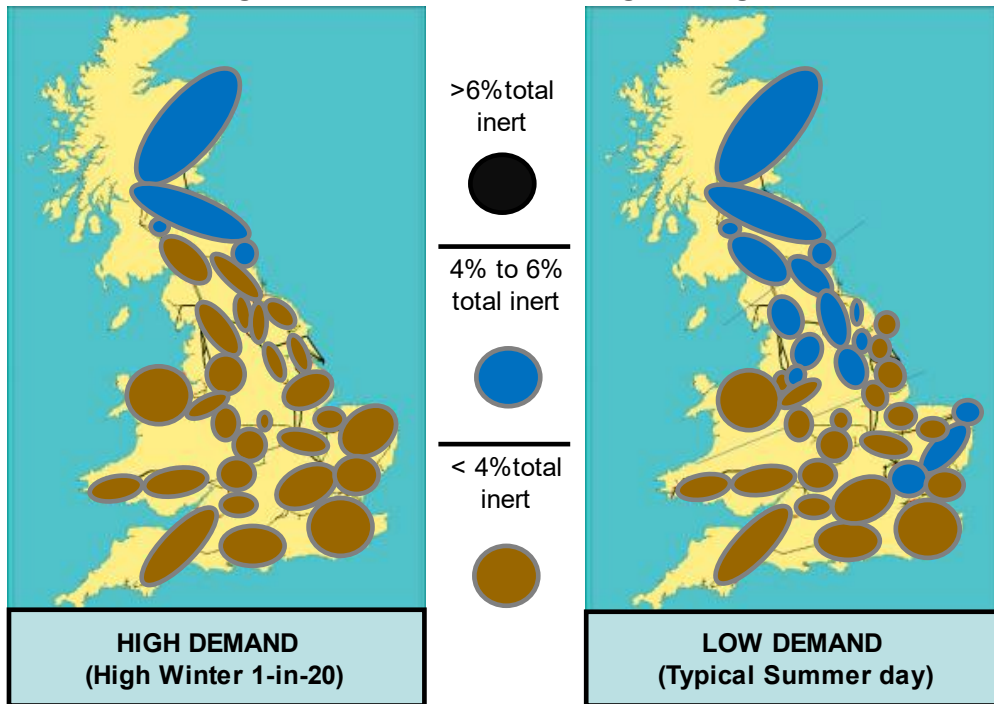 >6%total
inert
4% to 6%
total inert
< 4%total
inert
HIGH DEMAND
(High Winter 1-in-20)
LOW DEMAND
(Typical Summer day)